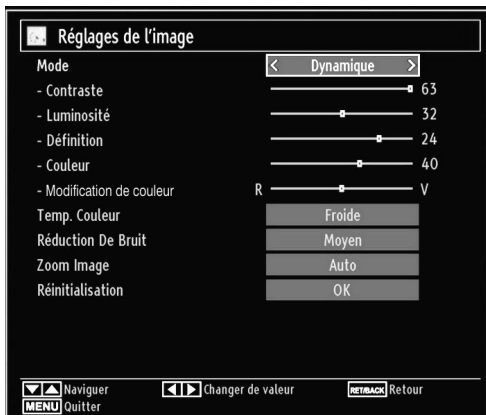 Réglages de l'image
Mode < Dynamique >
- Contraste 63
- Luminosité 32
- Définition 24
- Couleur 40
- Modification de couleur R V
Temp. Couleur Froide
Réduction De Bruit Moyen
Zoom Image Auto
Réinitialisation OK
Naviguer Changer de valeur RET/BACK Retour
MENU Quitter